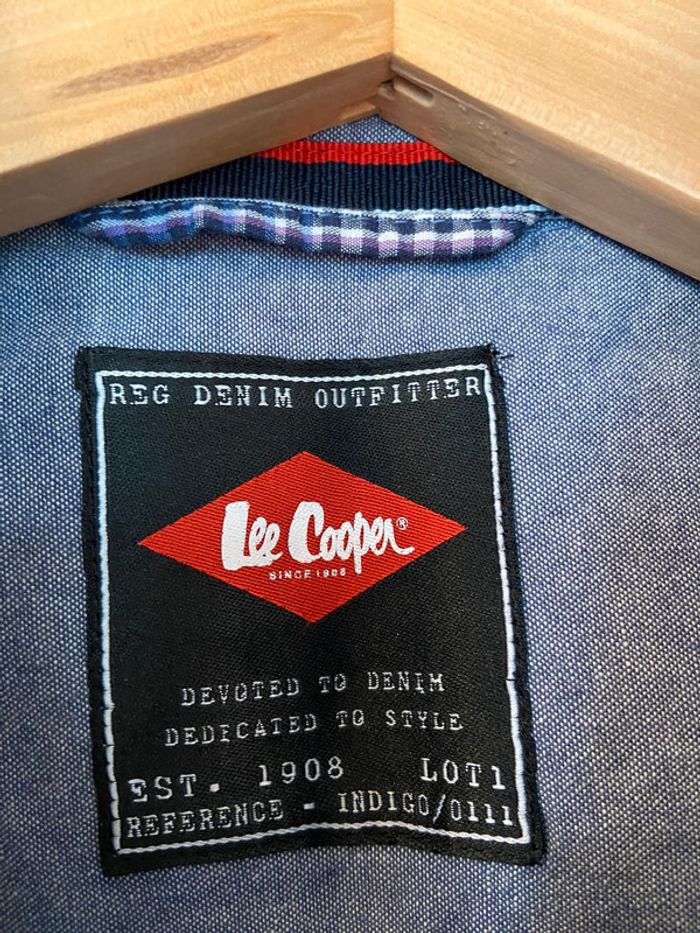 REG DENIM OUTFITTER
Lee Cooper®
SINCE 1908
DEVOTED TO DENIM
DEDICATED TO STYLE
EST. 1908 LOT1
REFERENCE - INDIGO/0111